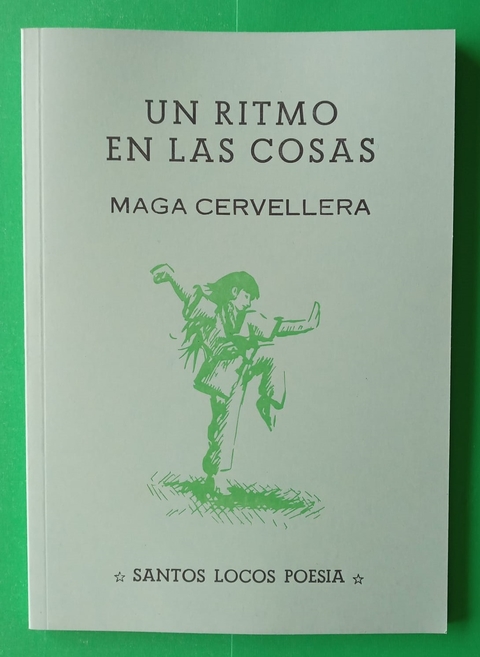 UN RITMO
EN LAS COSAS
MAGA CERVELLERA
☆ SANTOS LOCOS POESIA ☆